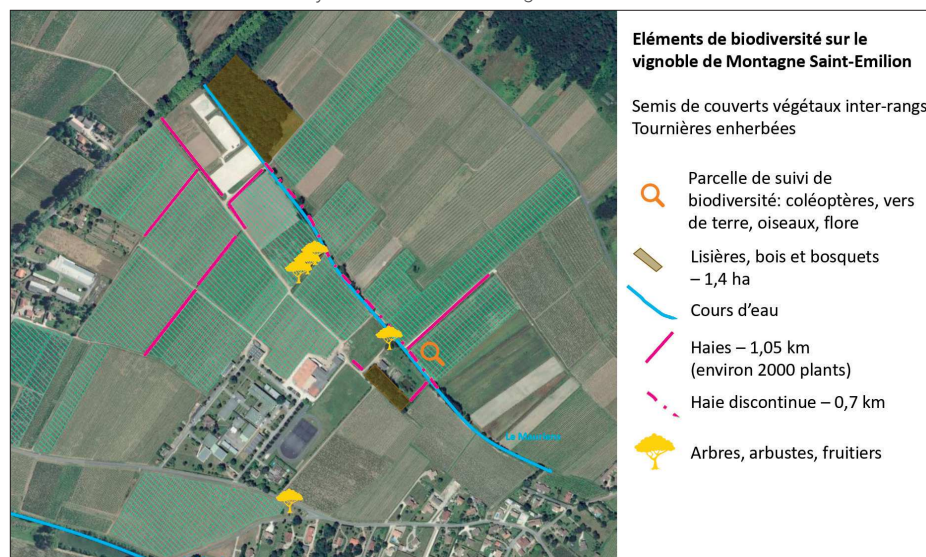 Eléments de biodiversité sur le
vignoble de Montagne Saint-Emilion
Semis de couverts végétaux inter-rangs
Tournières enherbées
Parcelle de suivi de
biodiversité: coléoptères, vers
de terre, oiseaux, flore
Lisières, bois et bosquets
– 1,4 ha
Cours d’eau
Haies – 1,05 km
(environ 2000 plants)
Haie discontinue – 0,7 km
Arbres, arbustes, fruitiers